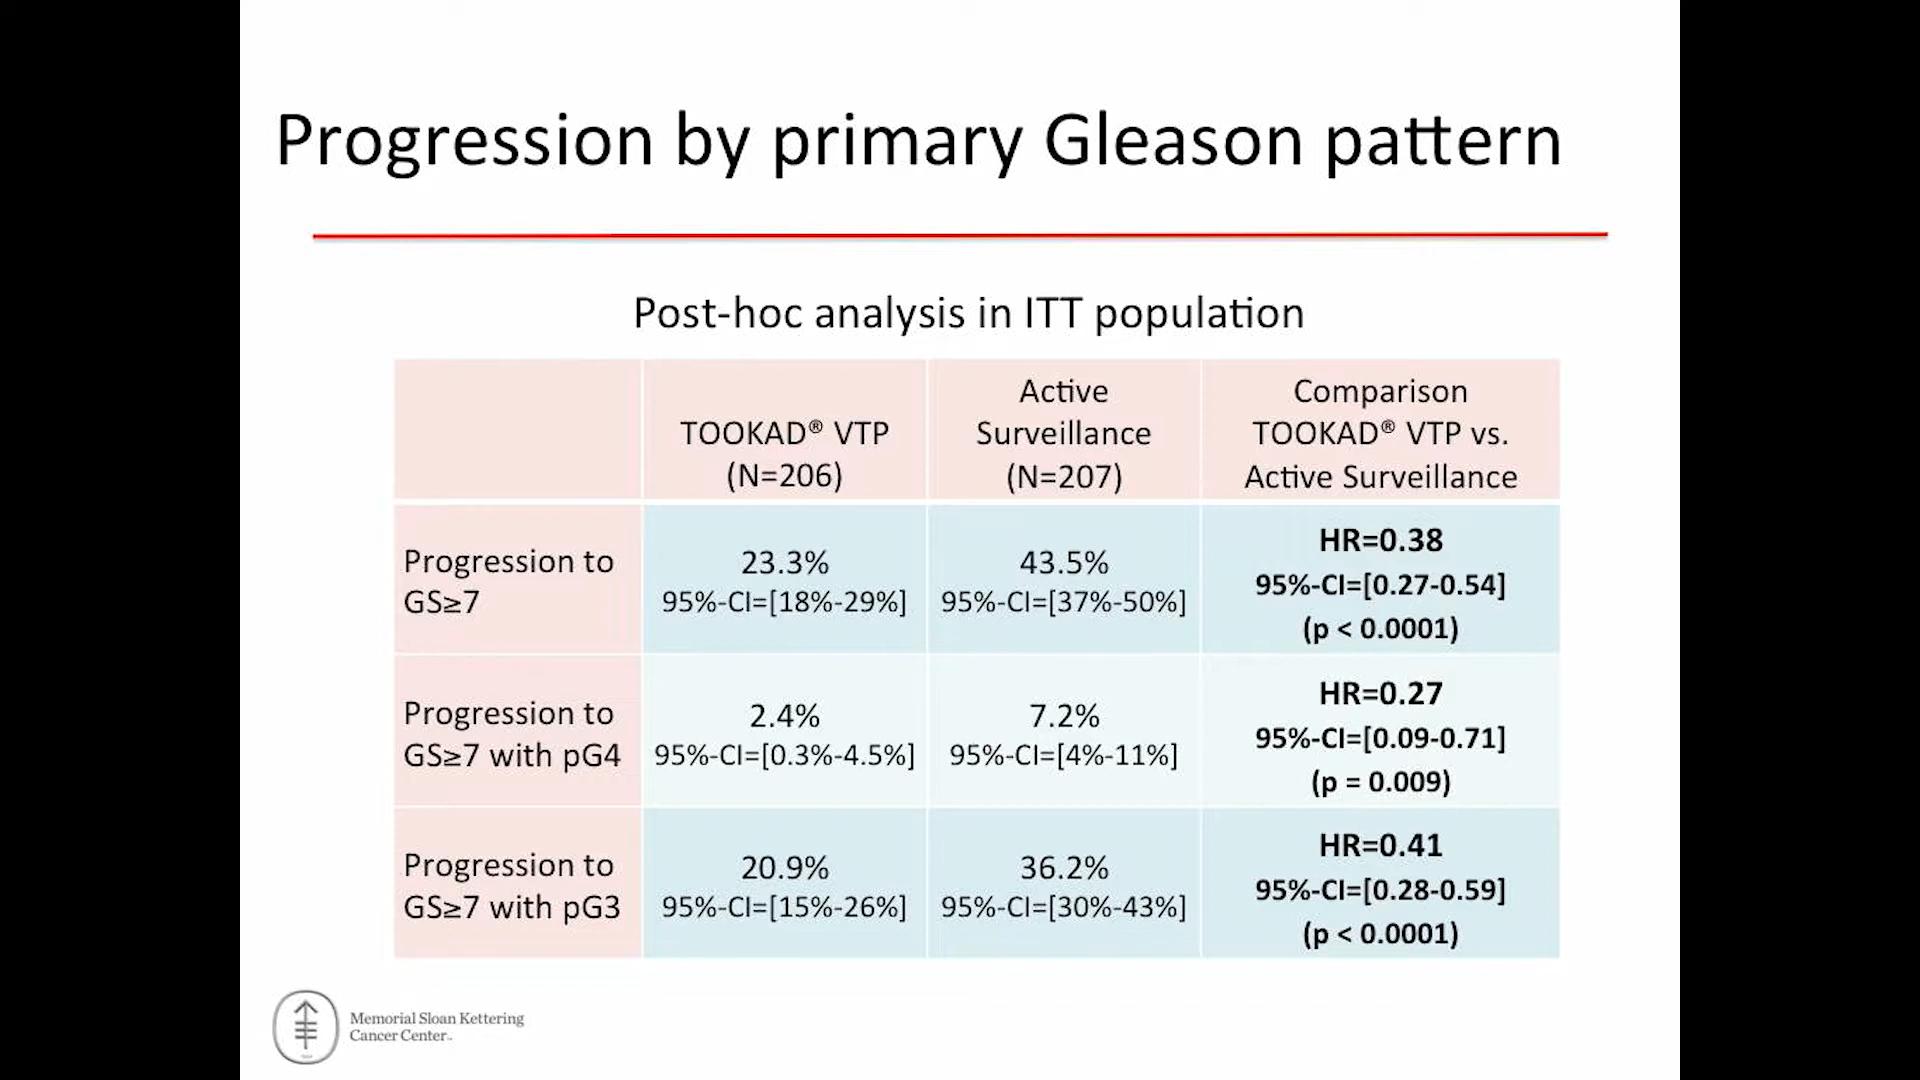 Progression by primary Gleason pattern
Post-hoc analysis in ITT population
TOOKAD® VTP
(N=206)
Active
Surveillance
(N=207)
Comparison
TOOKAD® VTP vs.
Active Surveillance
Progression to
GS≥7
23.3%
95%-CI=[18%-29%]
43.5%
95%-CI=[37%-50%]
HR=0.38
95%-CI=[0.27-0.54]
(p < 0.0001)
Progression to
GS≥7 with pG4
2.4%
95%-CI=[0.3%-4.5%]
7.2%
95%-CI=[4%-11%]
HR=0.27
95%-CI=[0.09-0.71]
(p = 0.009)
Progression to
GS≥7 with pG3
20.9%
95%-CI=[15%-26%]
36.2%
95%-CI=[30%-43%]
HR=0.41
95%-CI=[0.28-0.59]
(p < 0.0001)
Memorial Sloan Kettering
Cancer Center